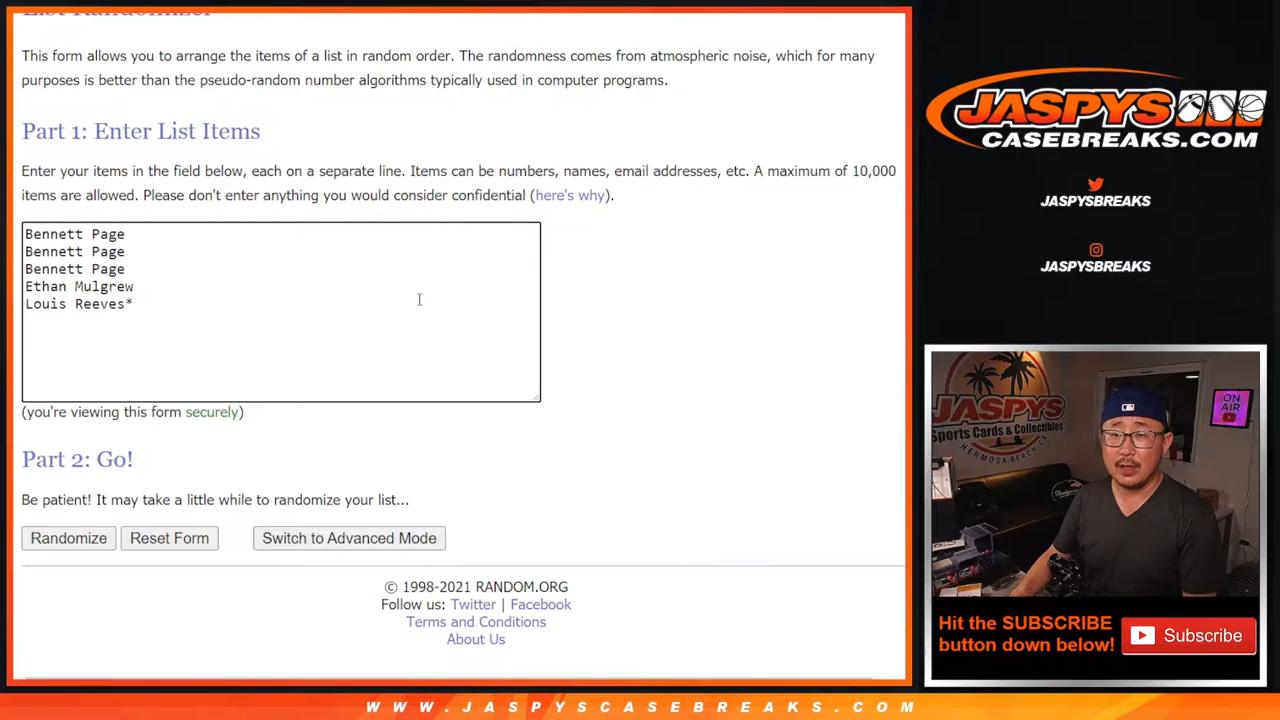 List Randomizer
This form allows you to arrange the items of a list in random order. The randomness comes from atmospheric noise, which for many
purposes is better than the pseudo-random number algorithms typically used in computer programs.
Part 1: Enter List Items
Enter your items in the field below, each on a separate line. Items can be numbers, names, email addresses, etc. A maximum of 10,000
items are allowed. Please don't enter anything you would consider confidential (here's why).
Bennett Page
Bennett Page
Bennett Page
Ethan Mulgrew
Louis Reeves*
(you're viewing this form securely)
Part 2: Go!
Be patient! It may take a little while to randomize your list...
Randomize Reset Form Switch to Advanced Mode
© 1998-2021 RANDOM.ORG
Follow us: Twitter | Facebook
Terms and Conditions
About Us
JASPYS
CASEBREAKS.COM
JASPYSBREAKS
JASPYSBREAKS
JASPYS
Sports Cards & Collectibles
HERMOSA BEACH, CA
ON
AIR
Hit the SUBSCRIBE
button down below!
Subscribe
WWW.JASPYSCASEBREAKS.COM